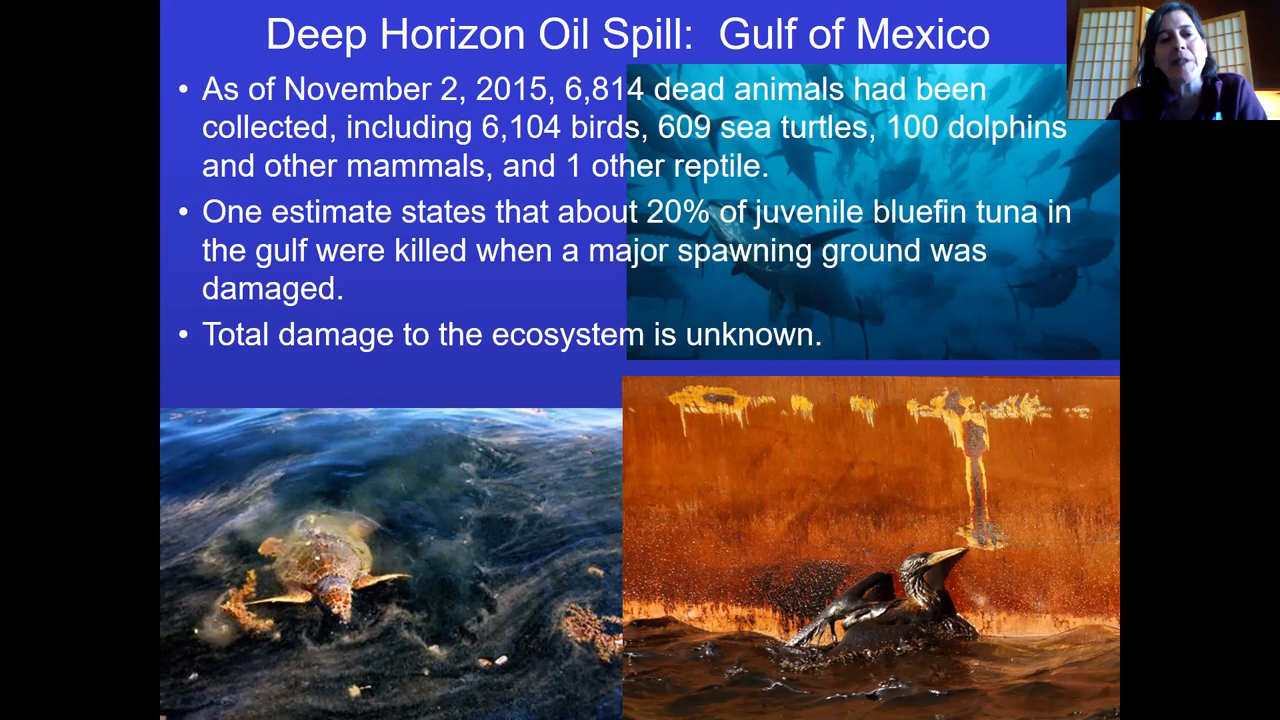 Deep Horizon Oil Spill: Gulf of Mexico
• As of November 2, 2015, 6,814 dead animals had been
collected, including 6,104 birds, 609 sea turtles, 100 dolphins
and other mammals, and 1 other reptile.
• One estimate states that about 20% of juvenile bluefin tuna in
the gulf were killed when a major spawning ground was
damaged.
• Total damage to the ecosystem is unknown.